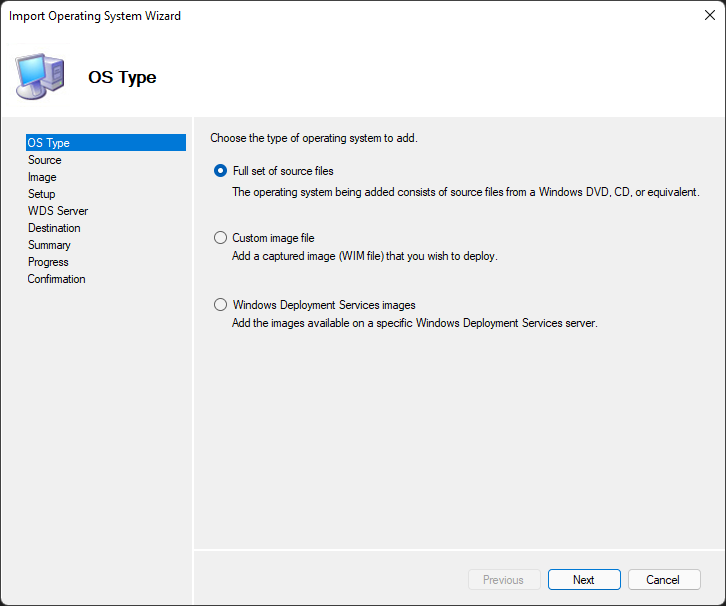 Import Operating System Wizard
OS Type
OS Type
Source
Image
Setup
WDS Server
Destination
Summary
Progress
Confirmation
Choose the type of operating system to add.
Full set of source files
The operating system being added consists of source files from a Windows DVD, CD, or equivalent.
Custom image file
Add a captured image (WIM file) that you wish to deploy.
Windows Deployment Services images
Add the images available on a specific Windows Deployment Services server.
Previous
Next
Cancel